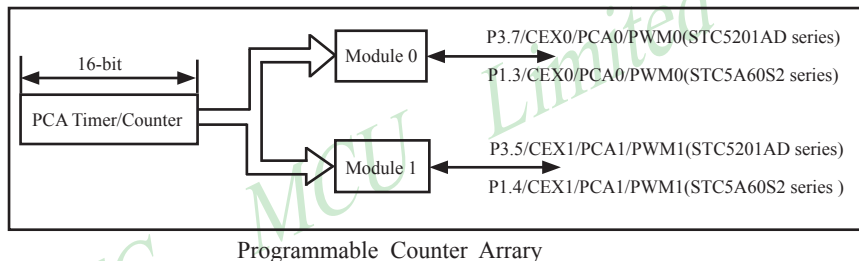 16-bit
PCA Timer/Counter
Module 0
P3.7/CEX0/PCA0/PWM0(STC5201AD series)
P1.3/CEX0/PCA0/PWM0(STC5A60S2 series)
Module 1
P3.5/CEX1/PCA1/PWM1(STC5201AD series)
P1.4/CEX1/PCA1/PWM1(STC5A60S2 series )
Programmable Counter Arrary
MCU Limited